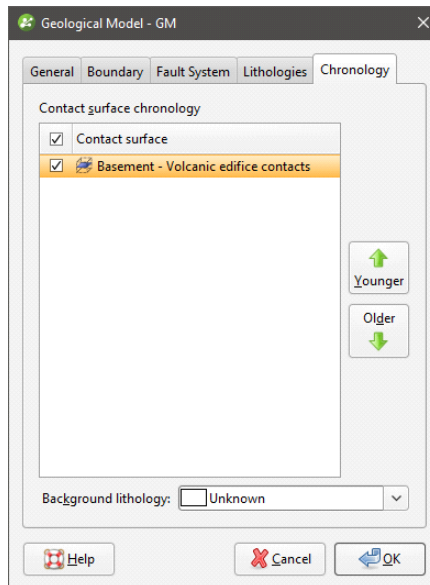 Geological Model - GM
General Boundary Fault System Lithologies Chronology
Contact surface chronology
Contact surface
Basement - Volcanic edifice contacts
Younger
Older
Background lithology: Unknown
Help Cancel OK